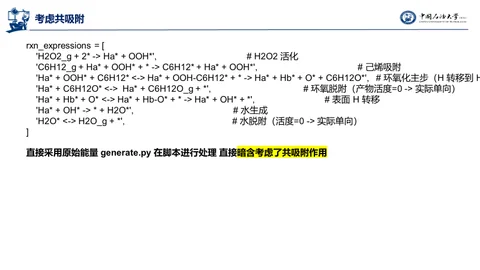 考虑共吸附
中国石油大学
rxn_expressions = [
'H2O2_g + 2* -> Ha* + OOH*', # H2O2 活化
'C6H12_g + Ha* + OOH* + * -> C6H12* + Ha* + OOH*', # 己烯吸附
'Ha* + OOH* + C6H12* <-> Ha* + OOH-C6H12* + * -> Ha* + Hb* + O* + C6H12O*', # 环氧化主步（H 转移到 H
'Ha* + C6H12O* <-> Ha* + C6H12O_g + *', # 环氧脱附（产物活度=0 -> 实际单向）
'Ha* + Hb* + O* <-> Ha* + Hb-O* + * -> Ha* + OH* + *', # 表面 H 转移
'Ha* + OH* -> * + H2O*', # 水生成
'H2O* <-> H2O_g + *', # 水脱附（活度=0 -> 实际单向）
]
直接采用原始能量 generate.py 在脚本进行处理 直接暗含考虑了共吸附作用